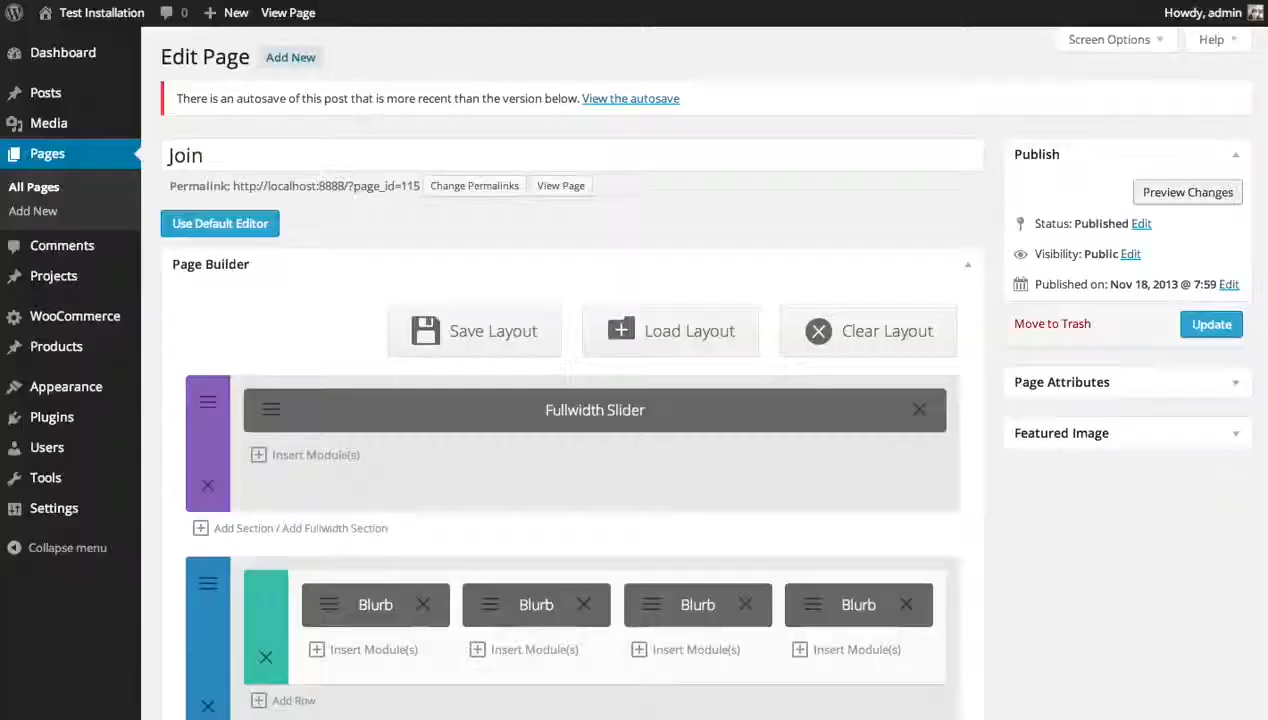 Test Installation 0 New View Page Howdy, admin
Screen Options Help
Dashboard
Posts
Media
Pages
All Pages
Add New
Comments
Projects
WooCommerce
Products
Appearance
Plugins
Users
Tools
Settings
Collapse menu
Edit Page Add New
There is an autosave of this post that is more recent than the version below. View the autosave
Join
Permalink: http://localhost:8888/?page_id=115 Change Permalinks View Page
Use Default Editor
Page Builder
Save Layout Load Layout Clear Layout
Fullwidth Slider
Insert Module(s)
Add Section / Add Fullwidth Section
Blurb Blurb Blurb Blurb
Insert Module(s) Insert Module(s) Insert Module(s) Insert Module(s)
Add Row
Publish
Preview Changes
Status: Published Edit
Visibility: Public Edit
Published on: Nov 18, 2013 @ 7:59 Edit
Move to Trash Update
Page Attributes
Featured Image